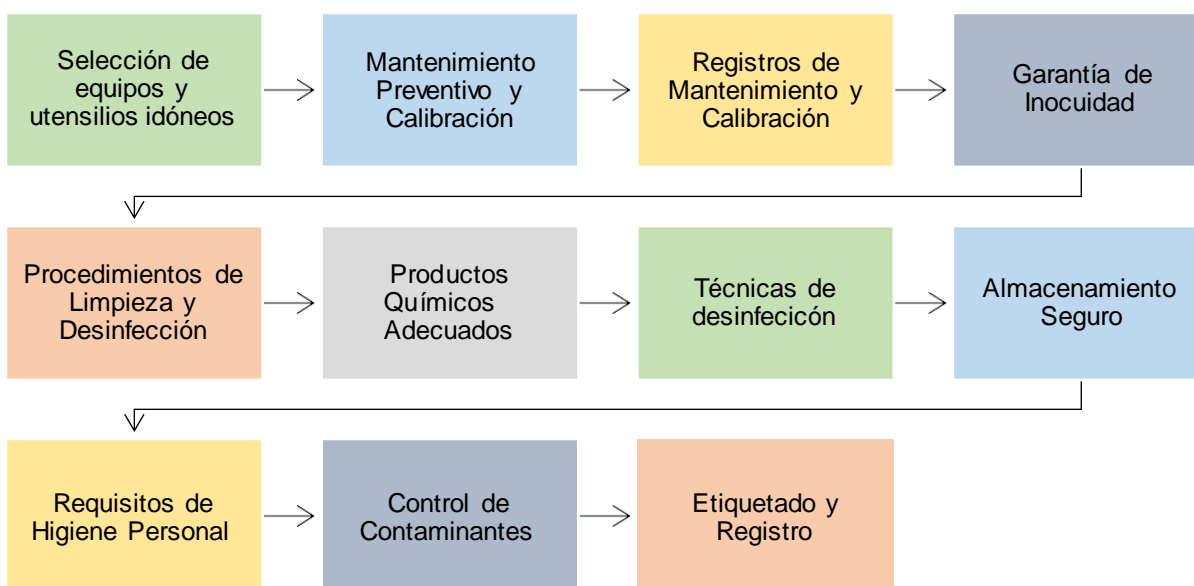 Selección de
equipos y
utensilios idóneos
Mantenimiento
Preventivo y
Calibración
Registros de
Mantenimiento y
Calibración
Garantía de
Inocuidad
Procedimientos de
Limpieza y
Desinfección
Productos
Químicos
Adecuados
Técnicas de
desinfecicón
Almacenamiento
Seguro
Requisitos de
Higiene Personal
Control de
Contaminantes
Etiquetado y
Registro